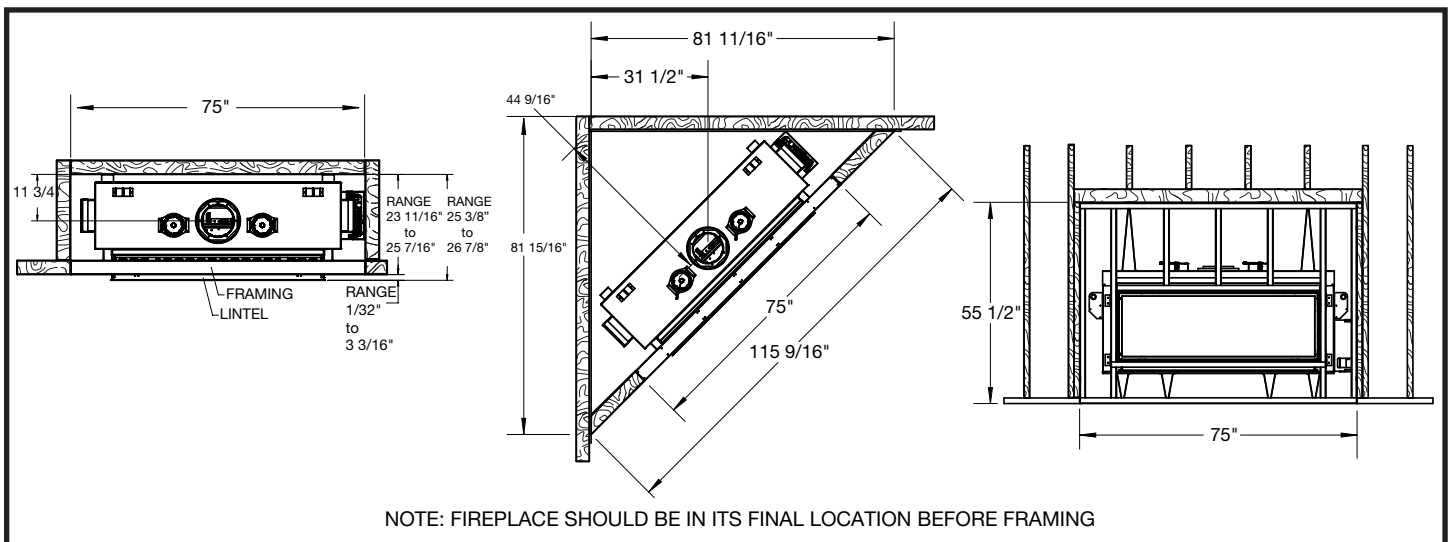 75"
11 3/4
RANGE
23 11/16"
to
25 7/16"
RANGE
25 3/8”
to
26 7/8"
FRAMING
LINTEL
RANGE
1/32"
to
3 3/16"
81 11/16"
31 1/2"
44 9/16"
81 15/16"
75"
115 9/16"
55 1/2"
75"
NOTE: FIREPLACE SHOULD BE IN ITS FINAL LOCATION BEFORE FRAMING